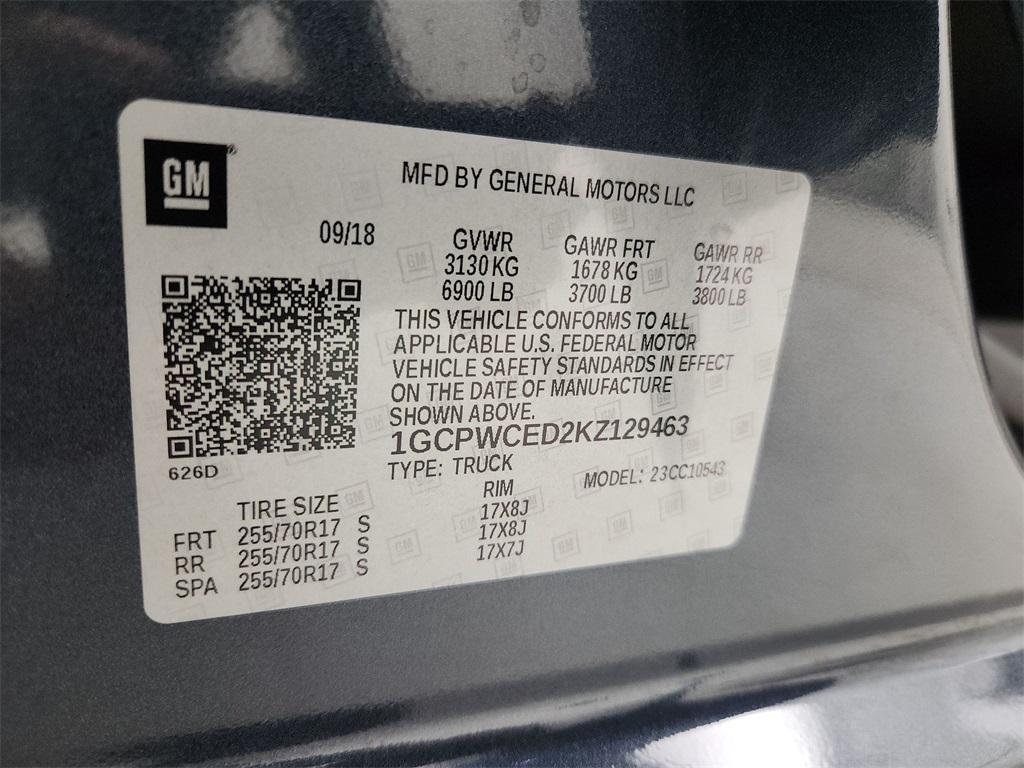 GM
MFD BY GENERAL MOTORS LLC
09/18
GVWR GAWR FRT GAWR RR
3130 KG 1678 KG 1724 KG
6900 LB 3700 LB 3800 LB
THIS VEHICLE CONFORMS TO ALL
APPLICABLE U.S. FEDERAL MOTOR
VEHICLE SAFETY STANDARDS IN EFFECT
ON THE DATE OF MANUFACTURE
SHOWN ABOVE.
1GCPWCED2KZ129463
626D
TYPE: TRUCK MODEL: 23CC10543
TIRE SIZE RIM
FRT 255/70R17 S 17X8J
RR 255/70R17 S 17X8J
SPA 255/70R17 S 17X7J